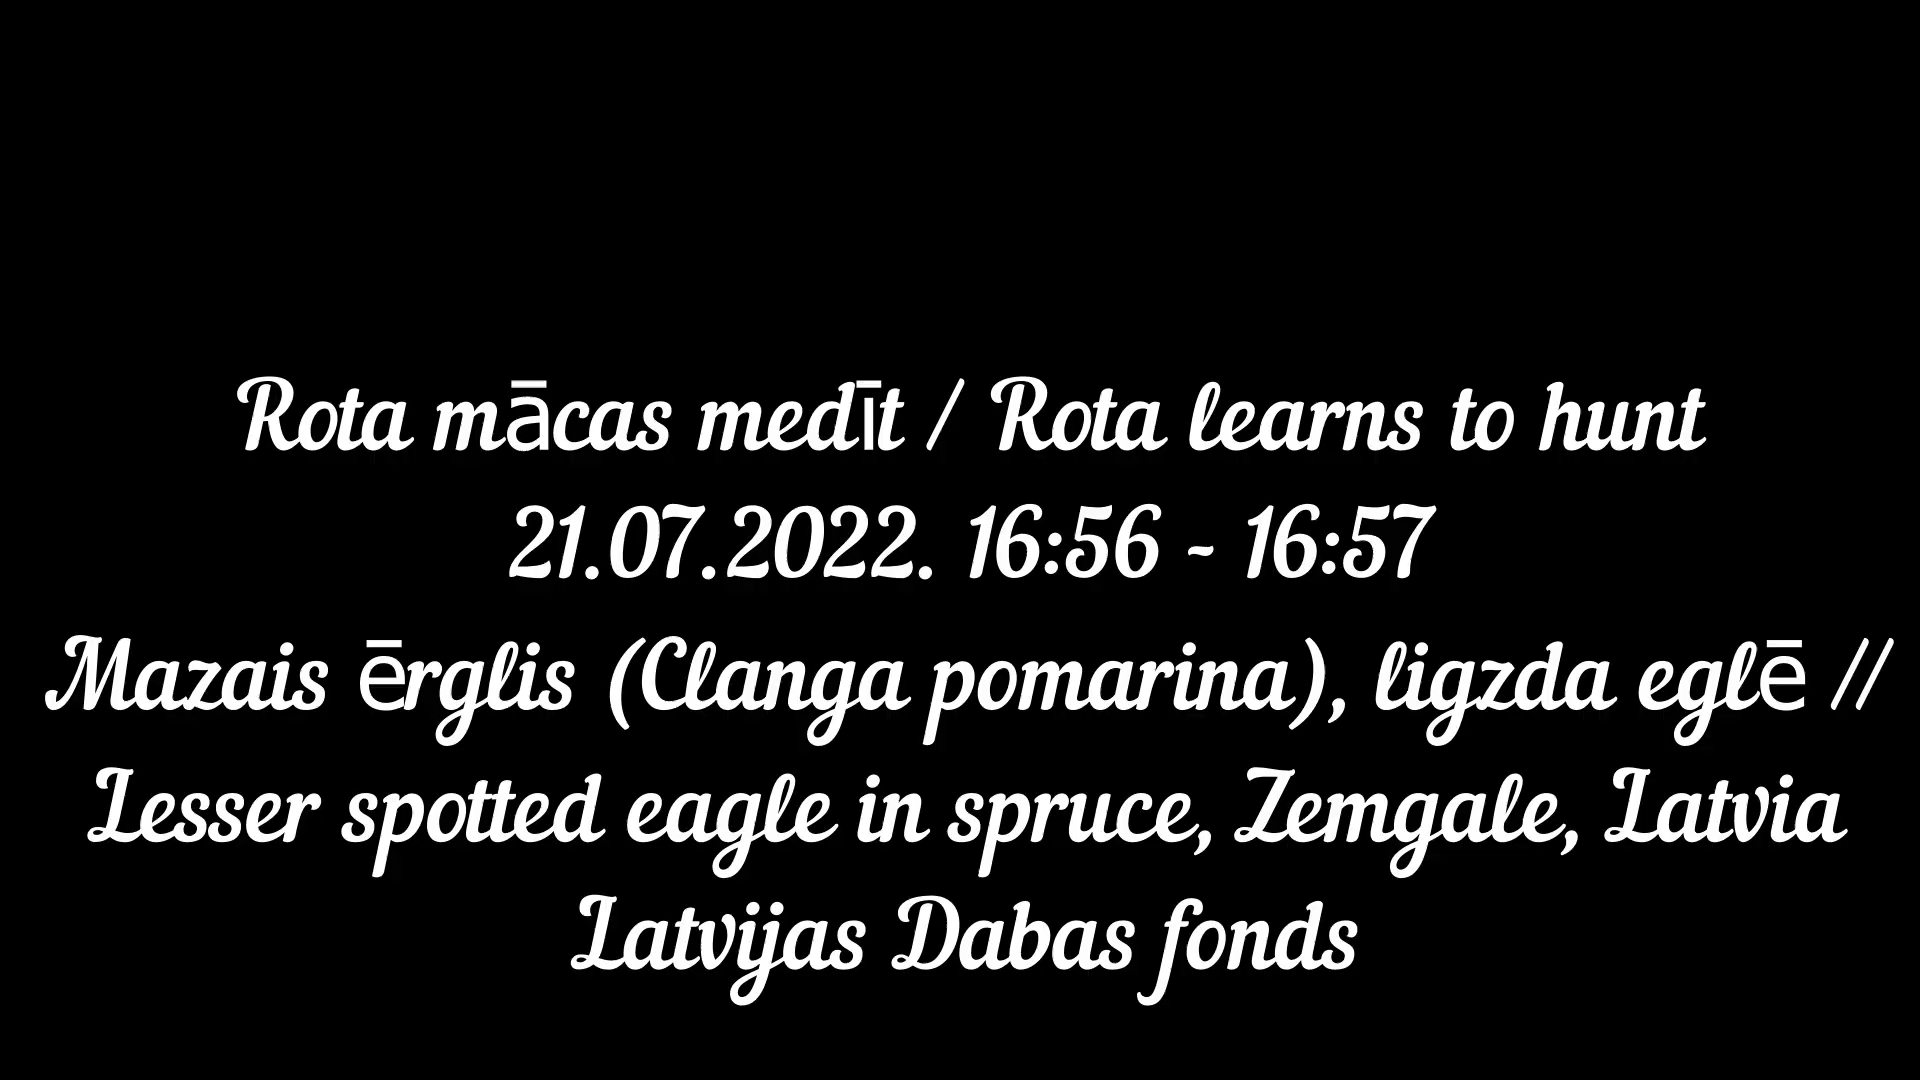 Rota mācas medīt / Rota learns to hunt
21.07.2022. 16:56 - 16:57
Mazais ērglis (Clanga pomarina), ligzda eglē //
Lesser spotted eagle in spruce, Zemgale, Latvia
Latvijas Dabas fonds